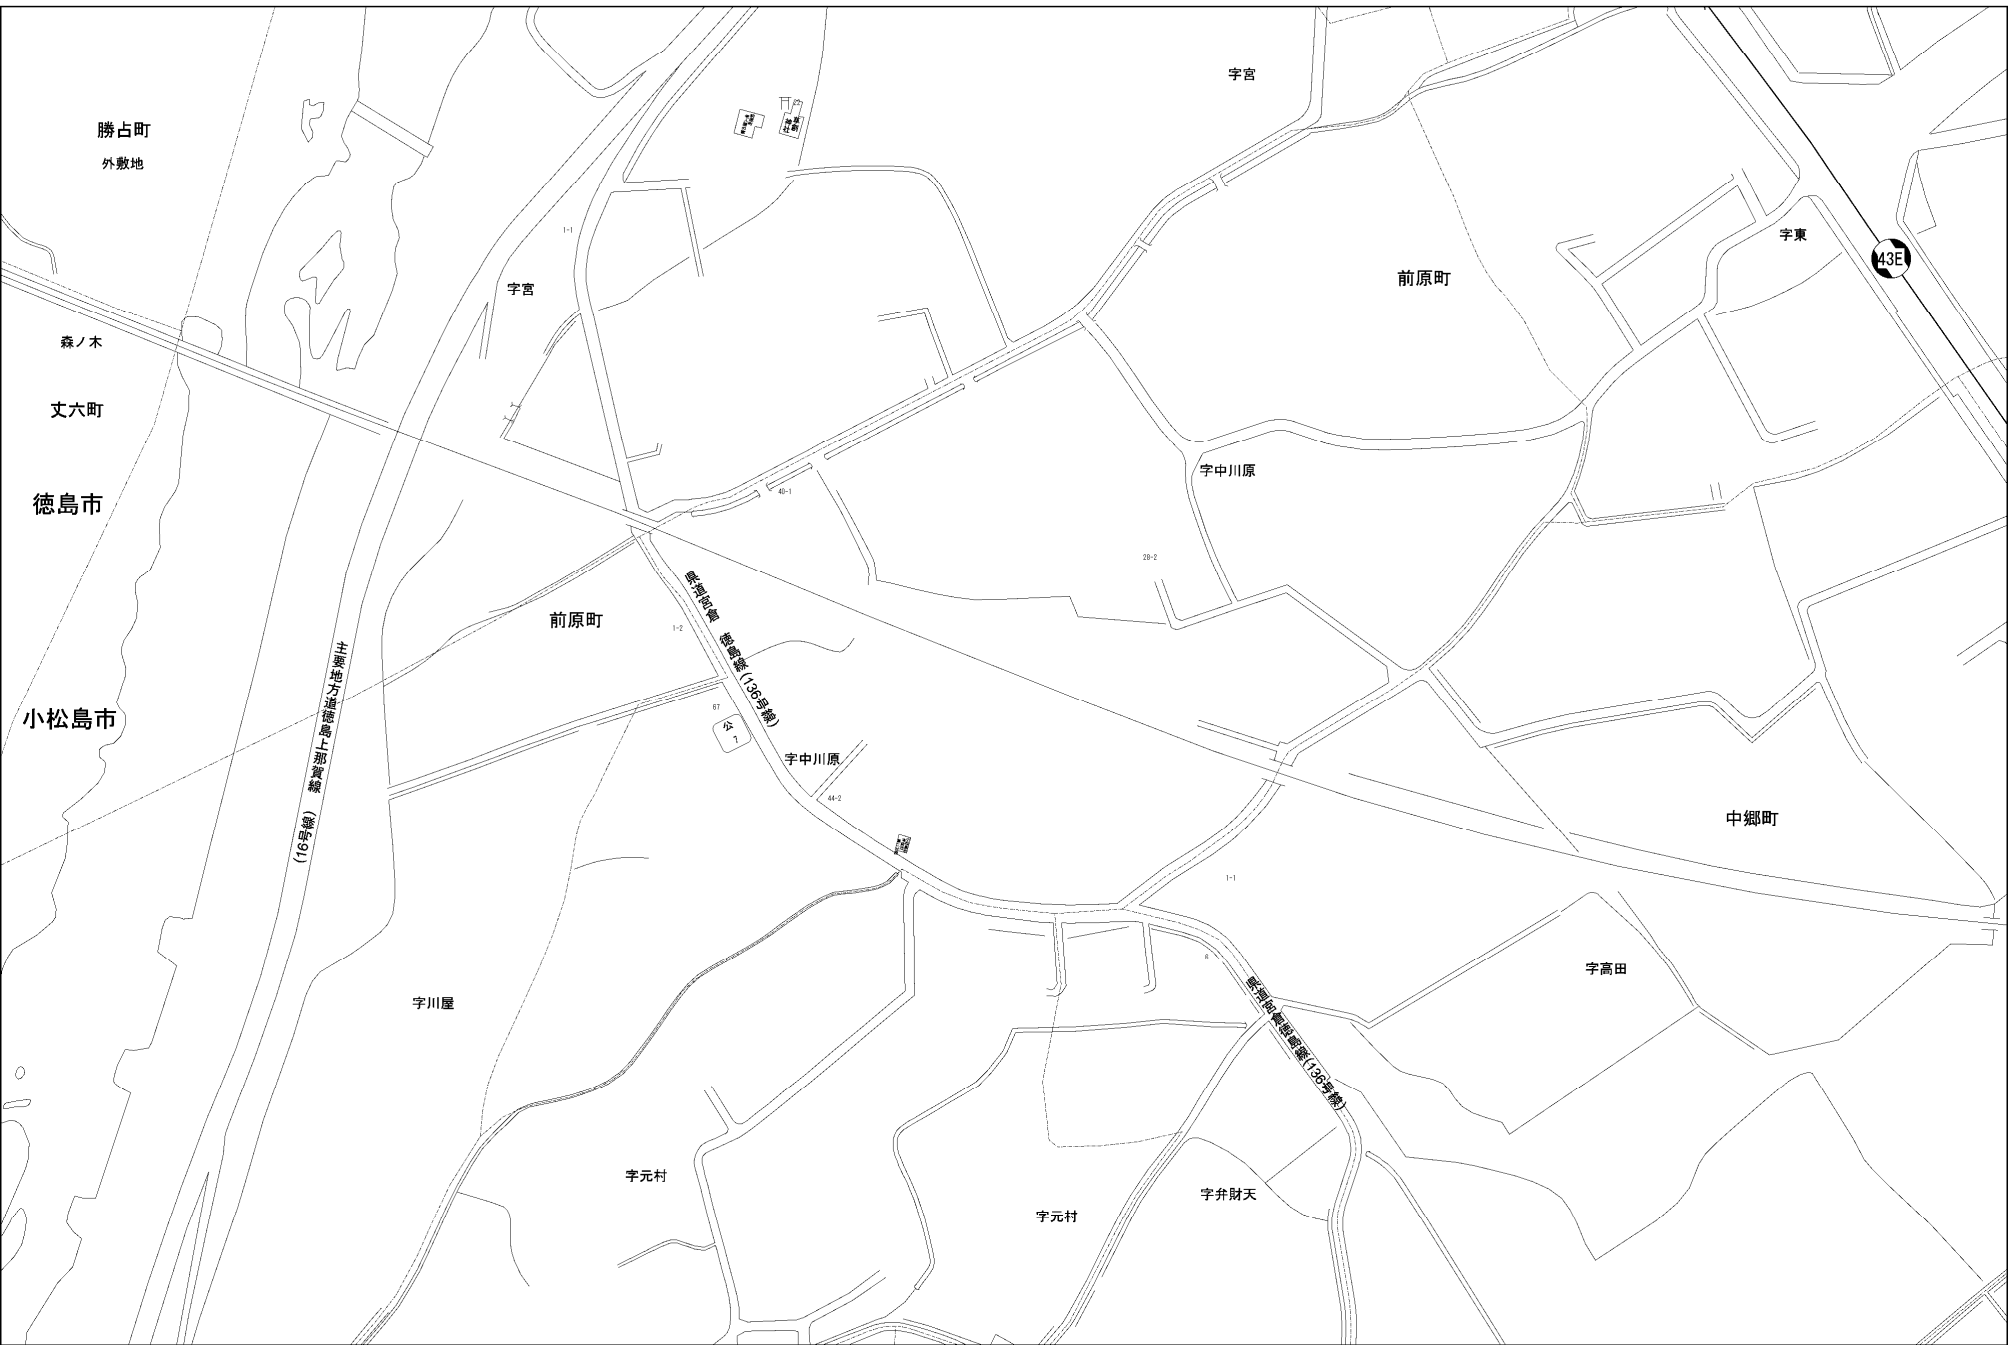 字宮
勝占町
外敷地
1-1
字東
43E
前原町
字宮
森ノ木
丈六町
字中川原
40-1
徳島市
28-2
県道宮倉 徳島線(136号線)
前原町
1-2
主要地方道徳島上那賀線 (16号線)
67
小松島市
公
7
字中川原
44-2
中郷町
1-1
8
字高田
県道宮倉徳島線(136号線)
字川屋
字元村
字弁財天
字元村